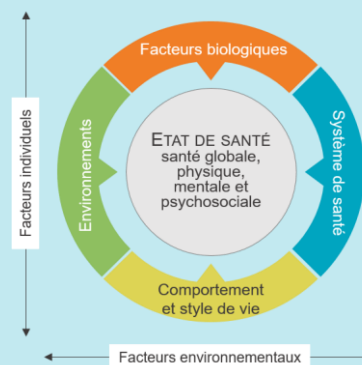 Facteurs biologiques
Facteurs individuels
Environnements
ETAT DE SANTÉ
santé globale,
physique,
mentale et
psychosociale
Système de santé
Comportement
et style de vie
Facteurs environnementaux